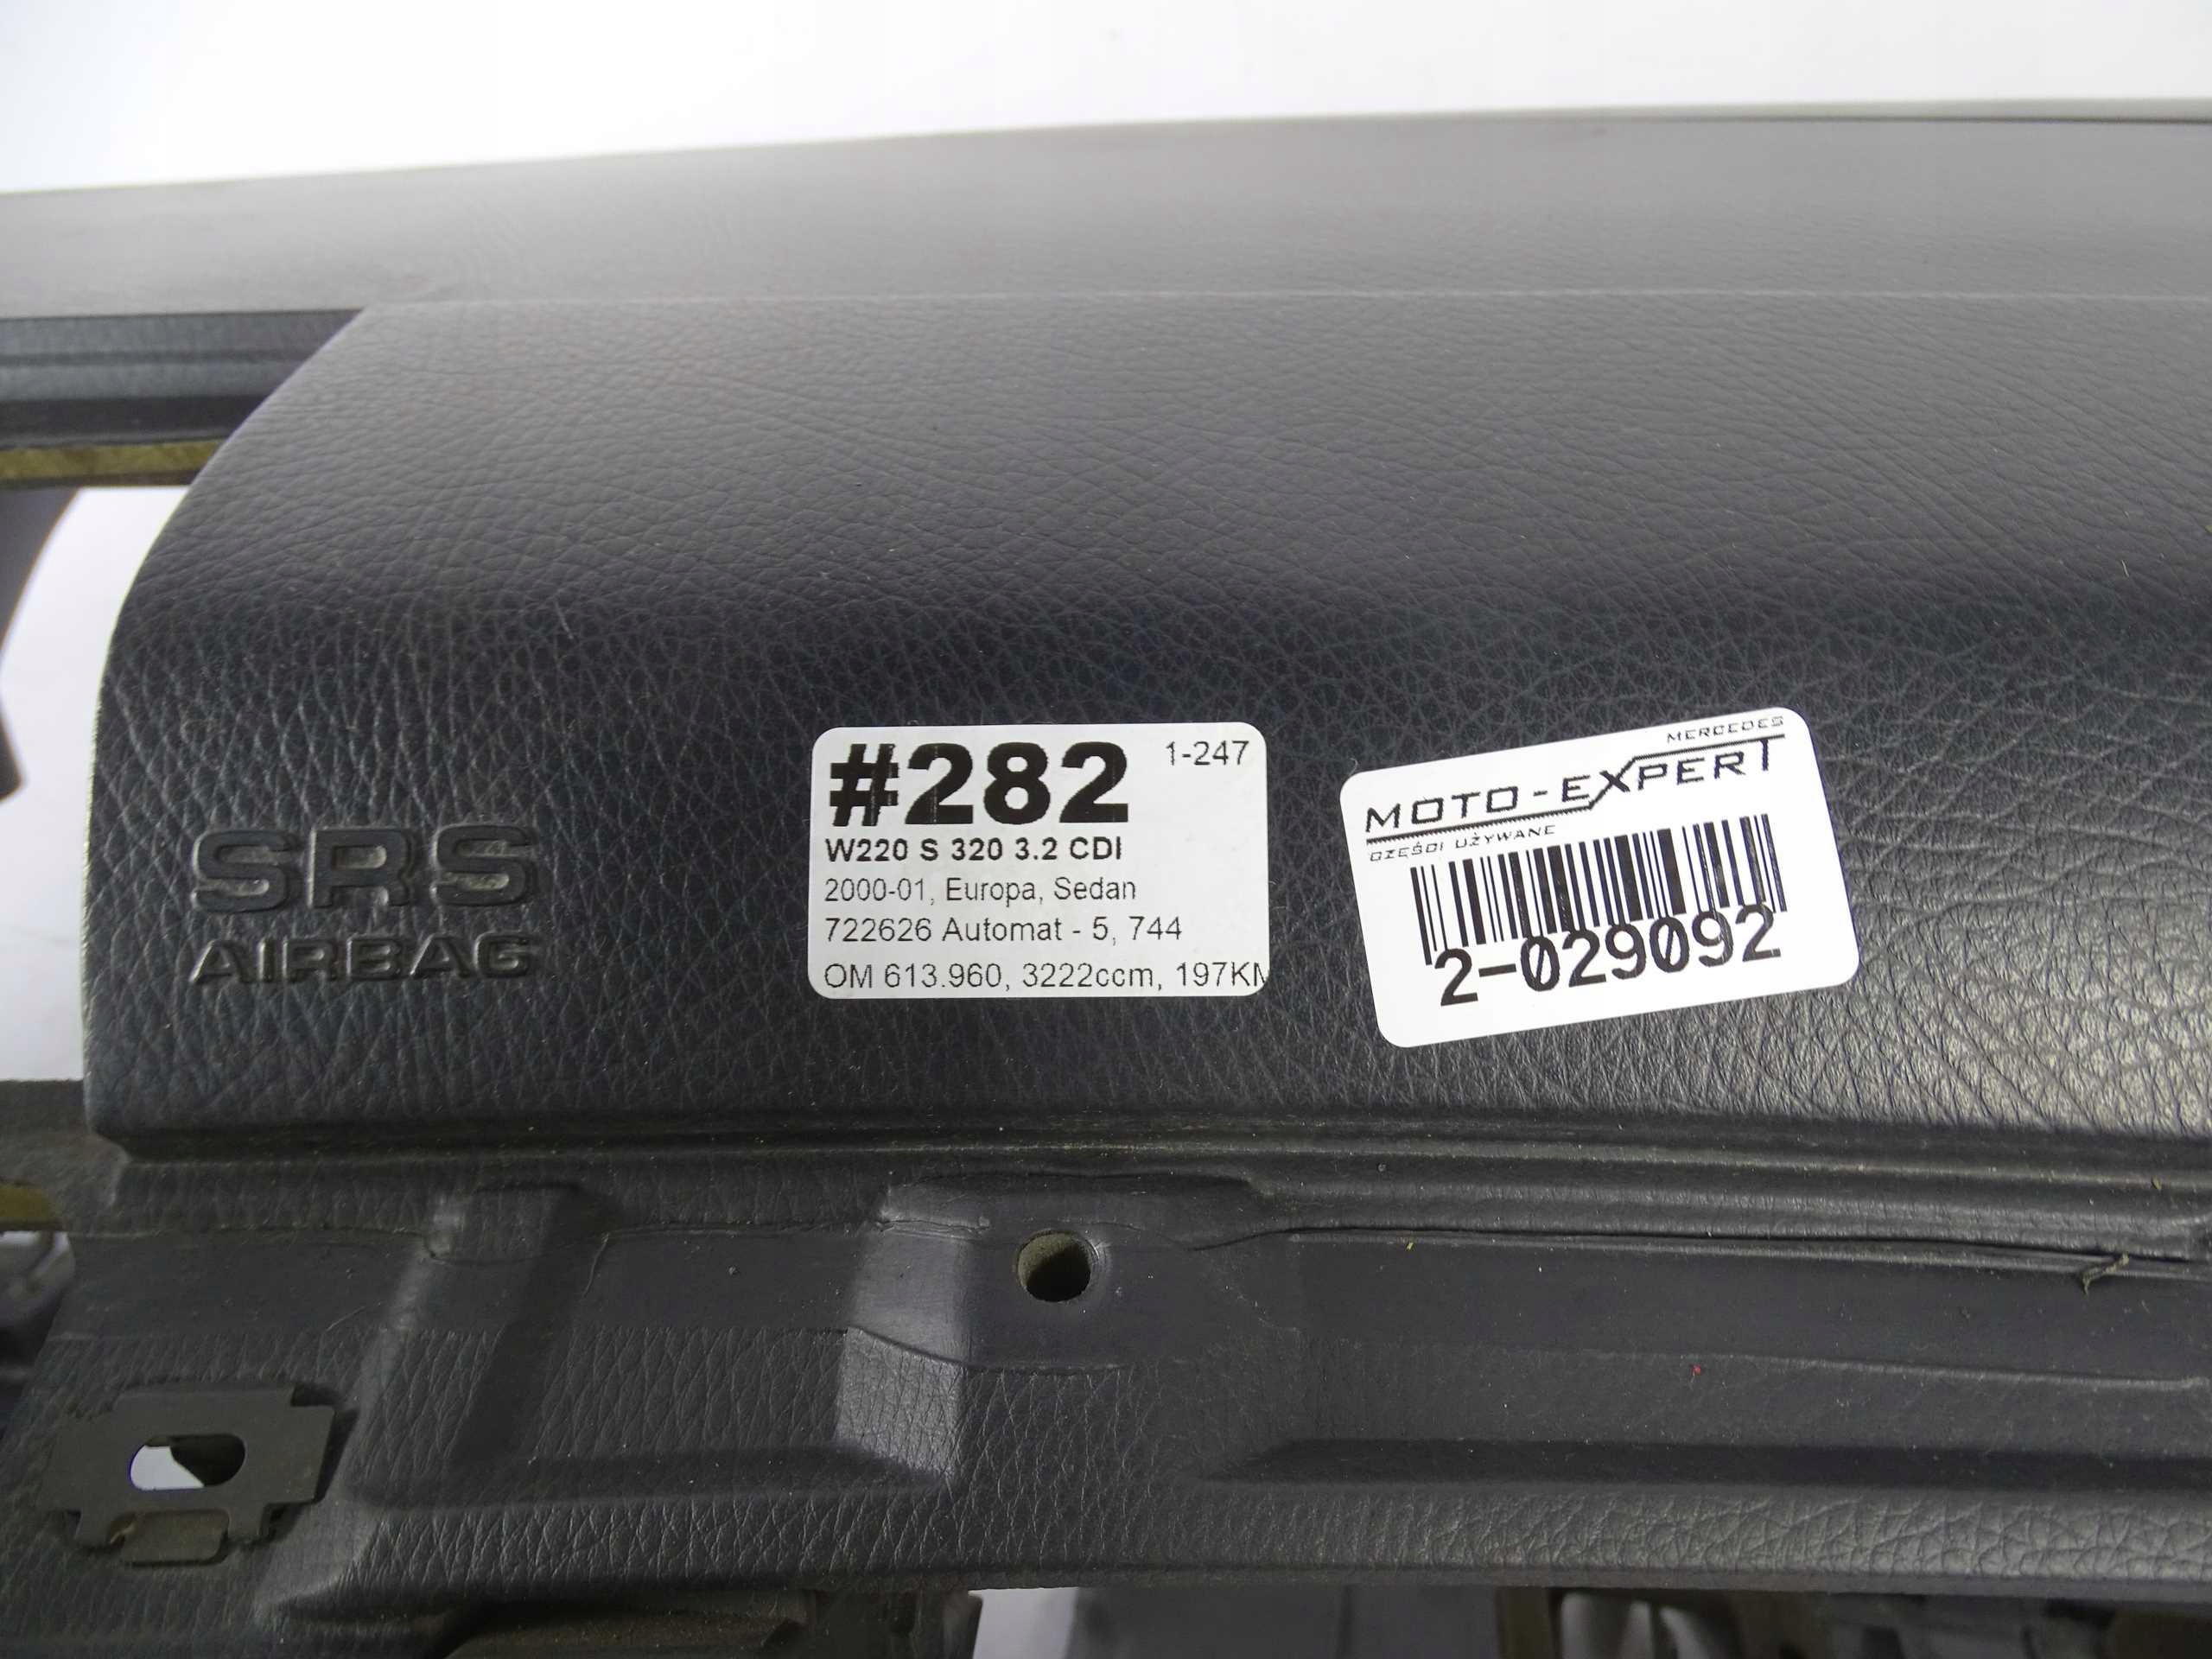 SRS
AIRBAG
#282
1-247
W220 S 320 3.2 CDI
2000-01, Europa, Sedan
722626 Automat - 5, 744
OM 613.960, 3222ccm, 197KM
MERCEDES
MOTO-EXPERT
CZĘŚCI UŻYWANE
2-029092